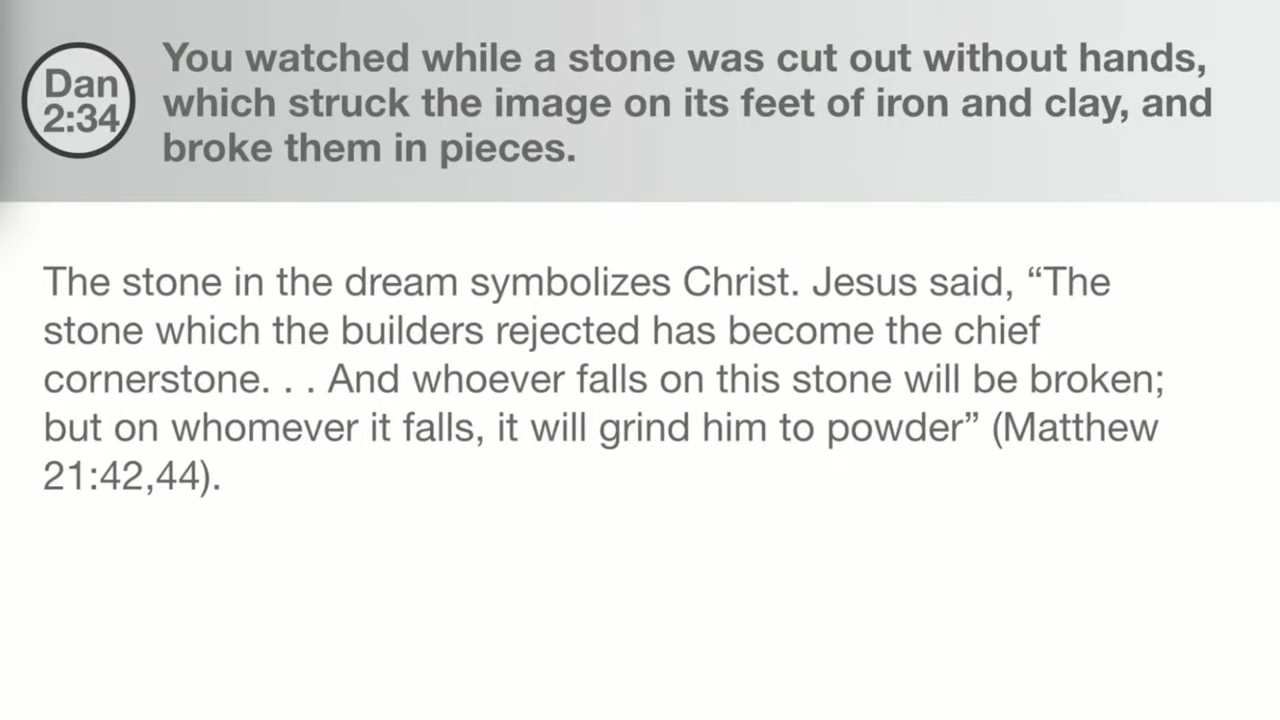 Dan
2:34
You watched while a stone was cut out without hands,
which struck the image on its feet of iron and clay, and
broke them in pieces.
The stone in the dream symbolizes Christ. Jesus said, “The
stone which the builders rejected has become the chief
cornerstone. . . And whoever falls on this stone will be broken;
but on whomever it falls, it will grind him to powder” (Matthew
21:42,44).